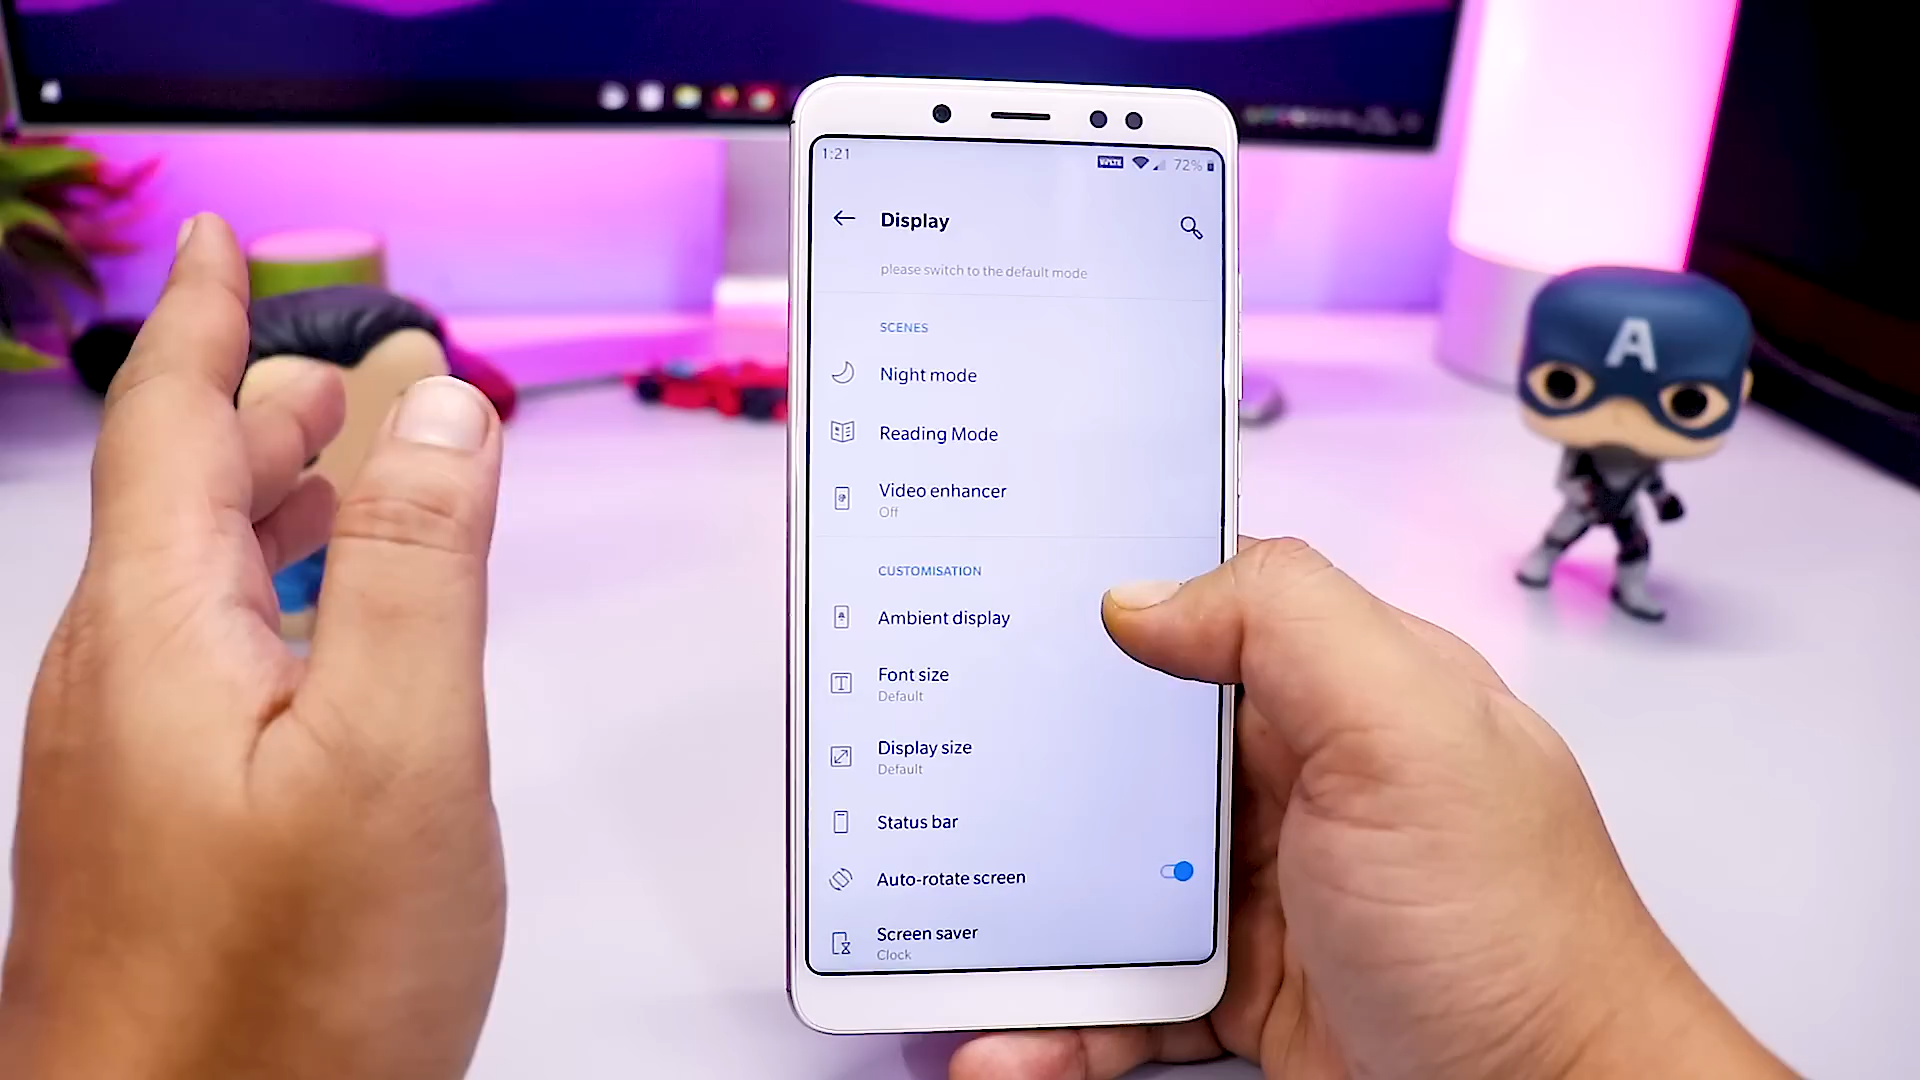 1:21
VoLTE 72%
Display
please switch to the default mode
SCENES
Night mode
Reading Mode
Video enhancer
Off
CUSTOMISATION
Ambient display
Font size
Default
Display size
Default
Status bar
Auto-rotate screen
Screen saver
Clock
A